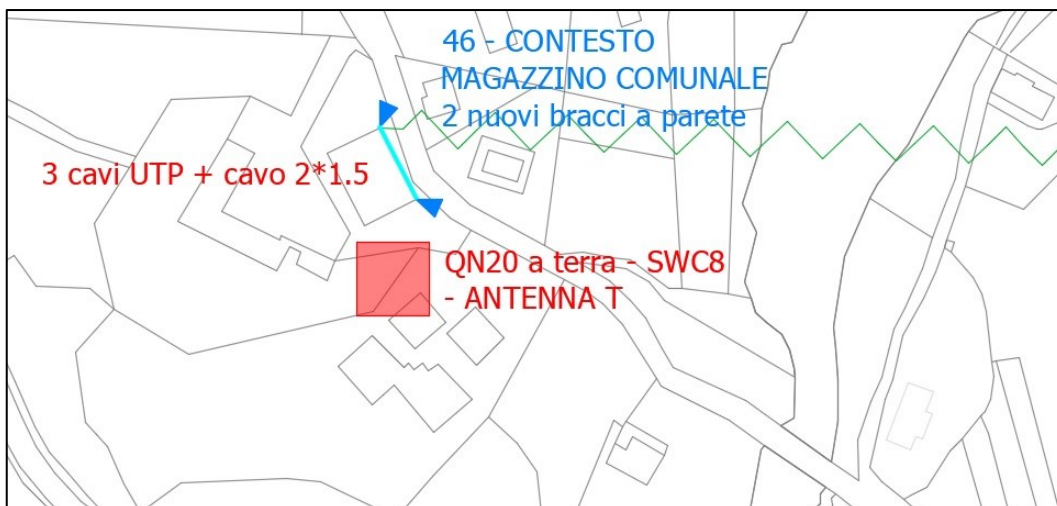 46 - CONTESTO
MAGAZZINO COMUNALE
2 nuovi bracci a parete
3 cavi UTP + cavo 2*1.5
QN20 a terra - SWC8
- ANTENNA T